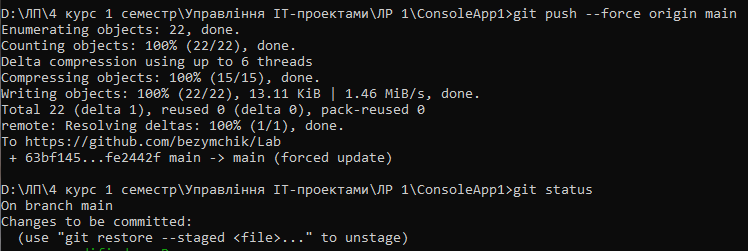 D:\ЛП\4 курс 1 семестр\Управління ІТ-проектами\ЛР 1\ConsoleApp1>git push --force origin main
Enumerating objects: 22, done.
Counting objects: 100% (22/22), done.
Delta compression using up to 6 threads
Compressing objects: 100% (15/15), done.
Writing objects: 100% (22/22), 13.11 KiB | 1.46 MiB/s, done.
Total 22 (delta 1), reused 0 (delta 0), pack-reused 0
remote: Resolving deltas: 100% (1/1), done.
To https://github.com/bezymchik/Lab
 + 63bf145...fe2442f main -> main (forced update)
D:\ЛП\4 курс 1 семестр\Управління ІТ-проектами\ЛР 1\ConsoleApp1>git status
On branch main
Changes to be committed:
  (use "git restore --staged <file>..." to unstage)